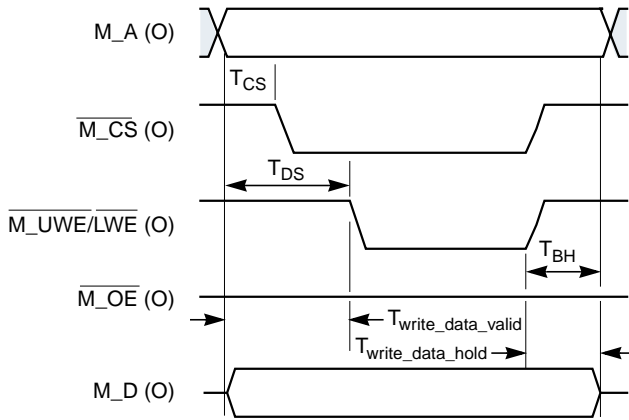 M_A (O)
T_CS
M_CS (O)
T_DS
M_UWE/LWE (O)
T_BH
M_OE (O)
T_write_data_valid
T_write_data_hold
M_D (O)